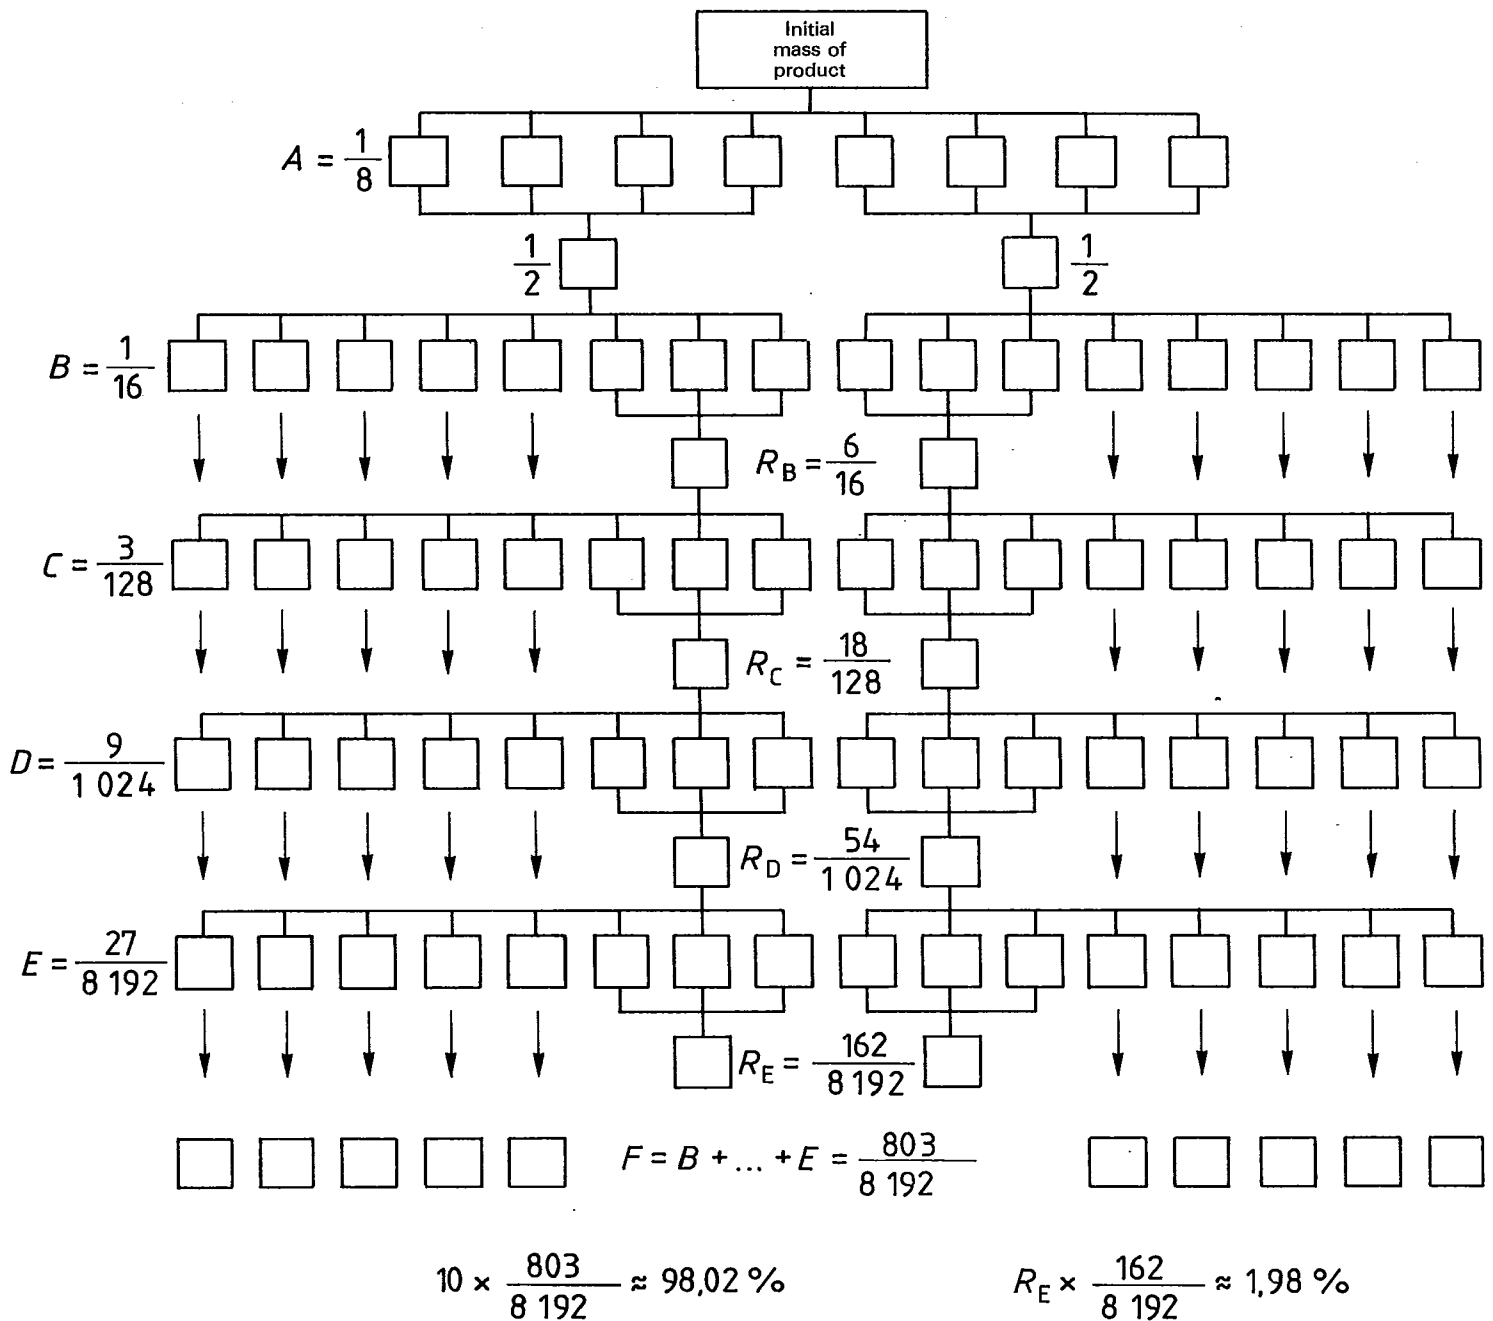 Initial
mass of
product
A = 1/8
1/2
1/2
B = 1/16
R_B = 6/16
C = 3/128
R_C = 18/128
D = 9/1 024
R_D = 54/1 024
E = 27/8 192
R_E = 162/8 192
F = B + ... + E = 803/8 192
10 × 803/8 192 ≈ 98,02 %
R_E × 162/8 192 ≈ 1,98 %